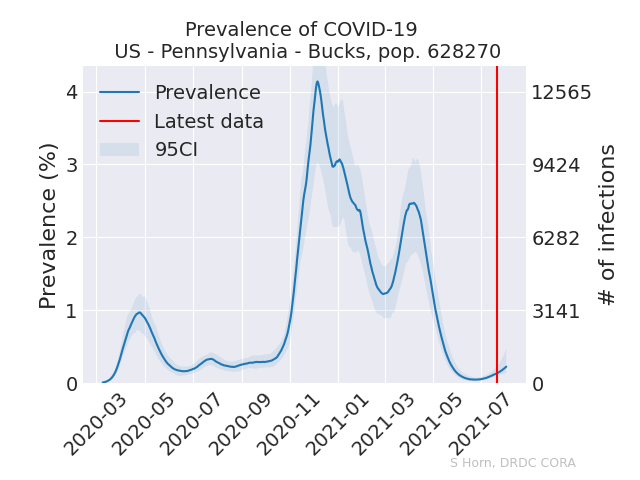 Prevalence of COVID-19
US - Pennsylvania - Bucks, pop. 628270
Prevalence
Latest data
95CI
Prevalence (%)
4
3
2
1
0
12565
9424
6282
3141
0
# of infections
2020-03
2020-05
2020-07
2020-09
2020-11
2021-01
2021-03
2021-05
2021-07
S Horn, DRDC CORA